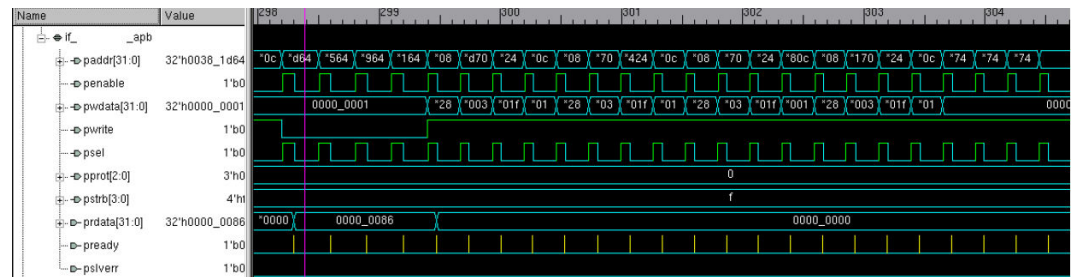 Name Value 298 299 300 301 302 303 304
if_ _apb
paddr[31:0] 32'h0038_1d64 *0c *d64 *564 *964 *164 *08 *d70 *24 *0c *08 *70 *424 *0c *08 *70 *24 *80c *08 *170 *24 *0c *74 *74 *74
penable 1'b0
pwdata[31:0] 32'h0000_0001 0000_0001 *28 *003 *01f *01 *28 *03 *01f *01 *28 *03 *01f *001 *28 *003 *01f *01 0000
pwrite 1'b0
psel 1'b0
pprot[2:0] 3'h0 0
pstrb[3:0] 4'hf f
prdata[31:0] 32'h0000_0086 *0000 0000_0086 0000_0000
pready 1'b0
pslverr 1'b0